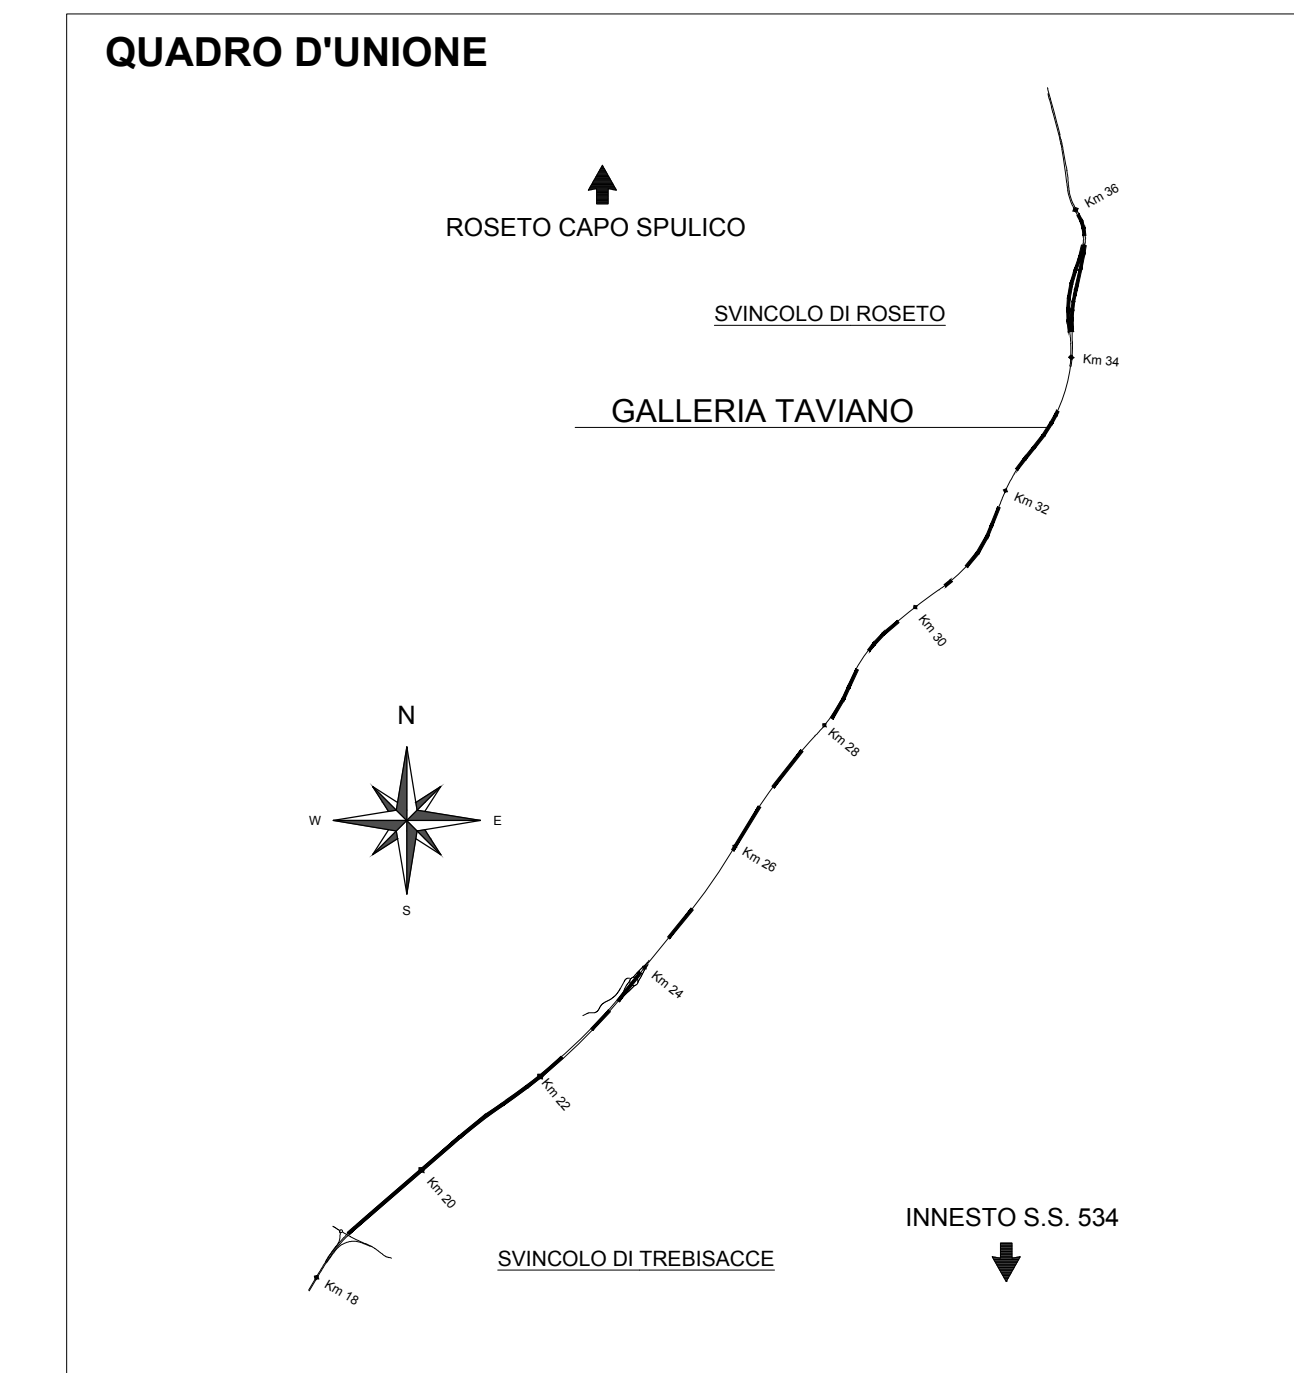 QUADRO D'UNIONE
Km 36
ROSETO CAPO SPULICO
SVINCOLO DI ROSETO
Km 34
GALLERIA TAVIANO
Km 32
Km 30
N
Km 28
W
E
Km 26
S
Km 24
Km 22
Km 20
INNESTO S.S. 534
SVINCOLO DI TREBISACCE
Km 18